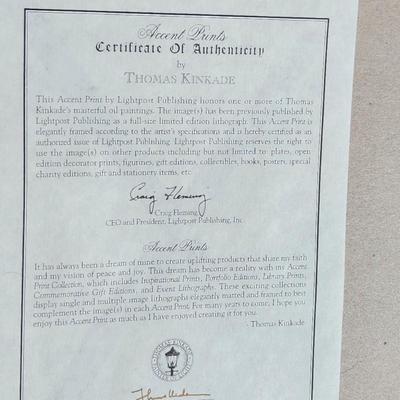 Accent Prints
Certificate Of Authenticity
by
THOMAS KINKADE
This Accent Print by Lightpost Publishing honors one or more of Thomas
Kinkade's masterful oil paintings. The image(s) has been previously published by
Lightpost Publishing as a full-size limited edition lithograph. This Accent Print is
elegantly framed according to the artist's specifications and is hereby certified as an
authorized issue of Lightpost Publishing. Lightpost Publishing reserves the right to
use the image(s) on other products including but not limited to: plates, open
edition decorator prints, figurines, gift editions, collectibles, books, posters, special
charity editions, gift and stationery items, etc.
Craig Fleming
Craig Fleming
CEO and President, Lightpost Publishing, Inc.
Accent Prints
It has always been a dream of mine to create uplifting products that share my faith
and my vision of peace and joy. This dream has become a reality with my Accent
Print Collection, which includes Inspirational Prints, Portfolio Editions, Library Prints,
Commemorative Gift Editions, and Event Lithographs. These exciting collections
display single and multiple image lithographs elegantly matted and framed to best
complement the image(s) in each Accent Print. For many years to come, I hope you
enjoy this Accent Print as much as I have enjoyed creating it for you.
- Thomas Kinkade
THOMAS KINKADE
PAINTER OF LIGHT